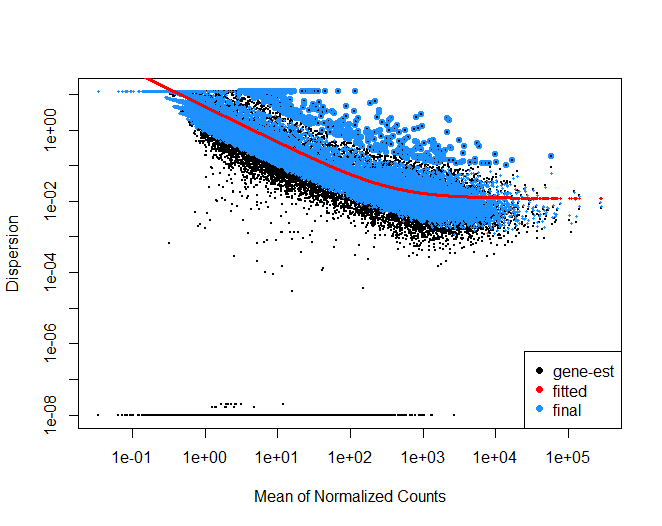 Dispersion
1e+00
1e-02
1e-04
1e-06
1e-08
1e-01 1e+00 1e+01 1e+02 1e+03 1e+04 1e+05
Mean of Normalized Counts
gene-est
fitted
final